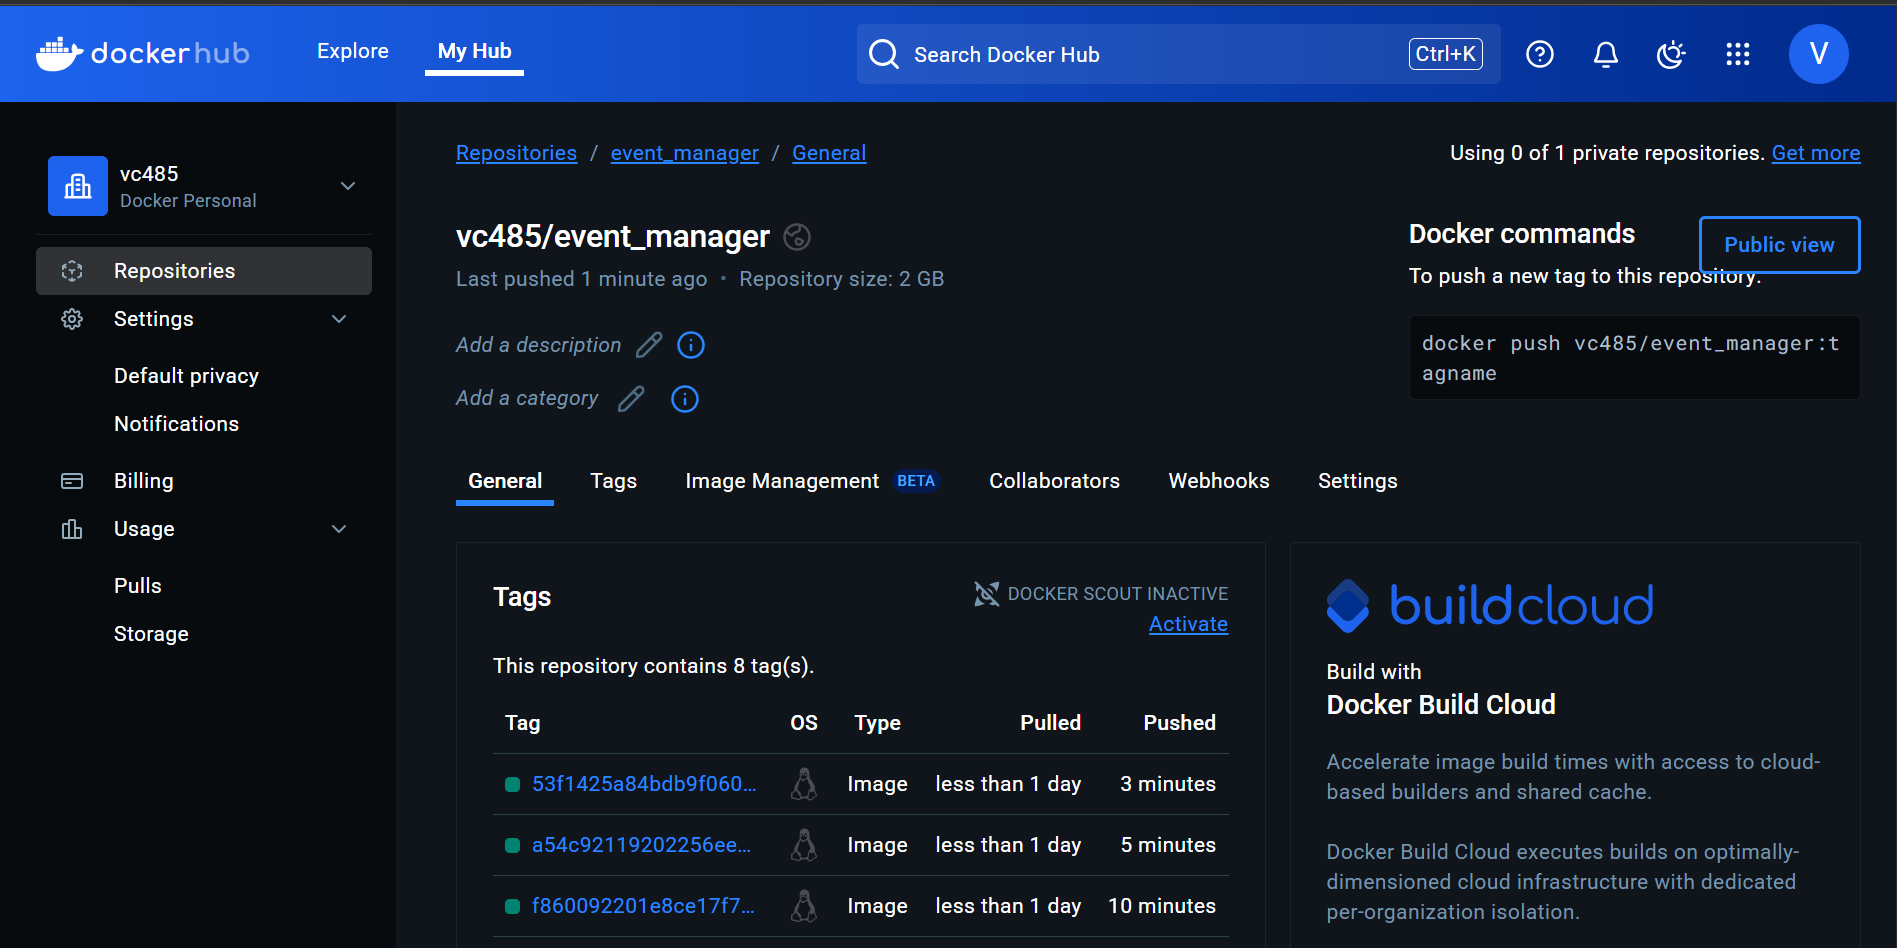 dockerhub
Explore
My Hub
Search Docker Hub
Ctrl+K
V
vc485
Docker Personal
Repositories
Settings
Default privacy
Notifications
Billing
Usage
Pulls
Storage
Repositories / event_manager / General
Using 0 of 1 private repositories. Get more
vc485/event_manager
Last pushed 1 minute ago • Repository size: 2 GB
Add a description
Add a category
Docker commands
Public view
To push a new tag to this repository.
docker push vc485/event_manager:t
agname
General
Tags
Image Management BETA
Collaborators
Webhooks
Settings
Tags
DOCKER SCOUT INACTIVE
Activate
This repository contains 8 tag(s).
Tag OS Type Pulled Pushed
53f1425a84bdb9f060... Image less than 1 day 3 minutes
a54c92119202256ee... Image less than 1 day 5 minutes
f860092201e8ce17f7... Image less than 1 day 10 minutes
buildcloud
Build with
Docker Build Cloud
Accelerate image build times with access to cloud-
based builders and shared cache.
Docker Build Cloud executes builds on optimally-
dimensioned cloud infrastructure with dedicated
per-organization isolation.